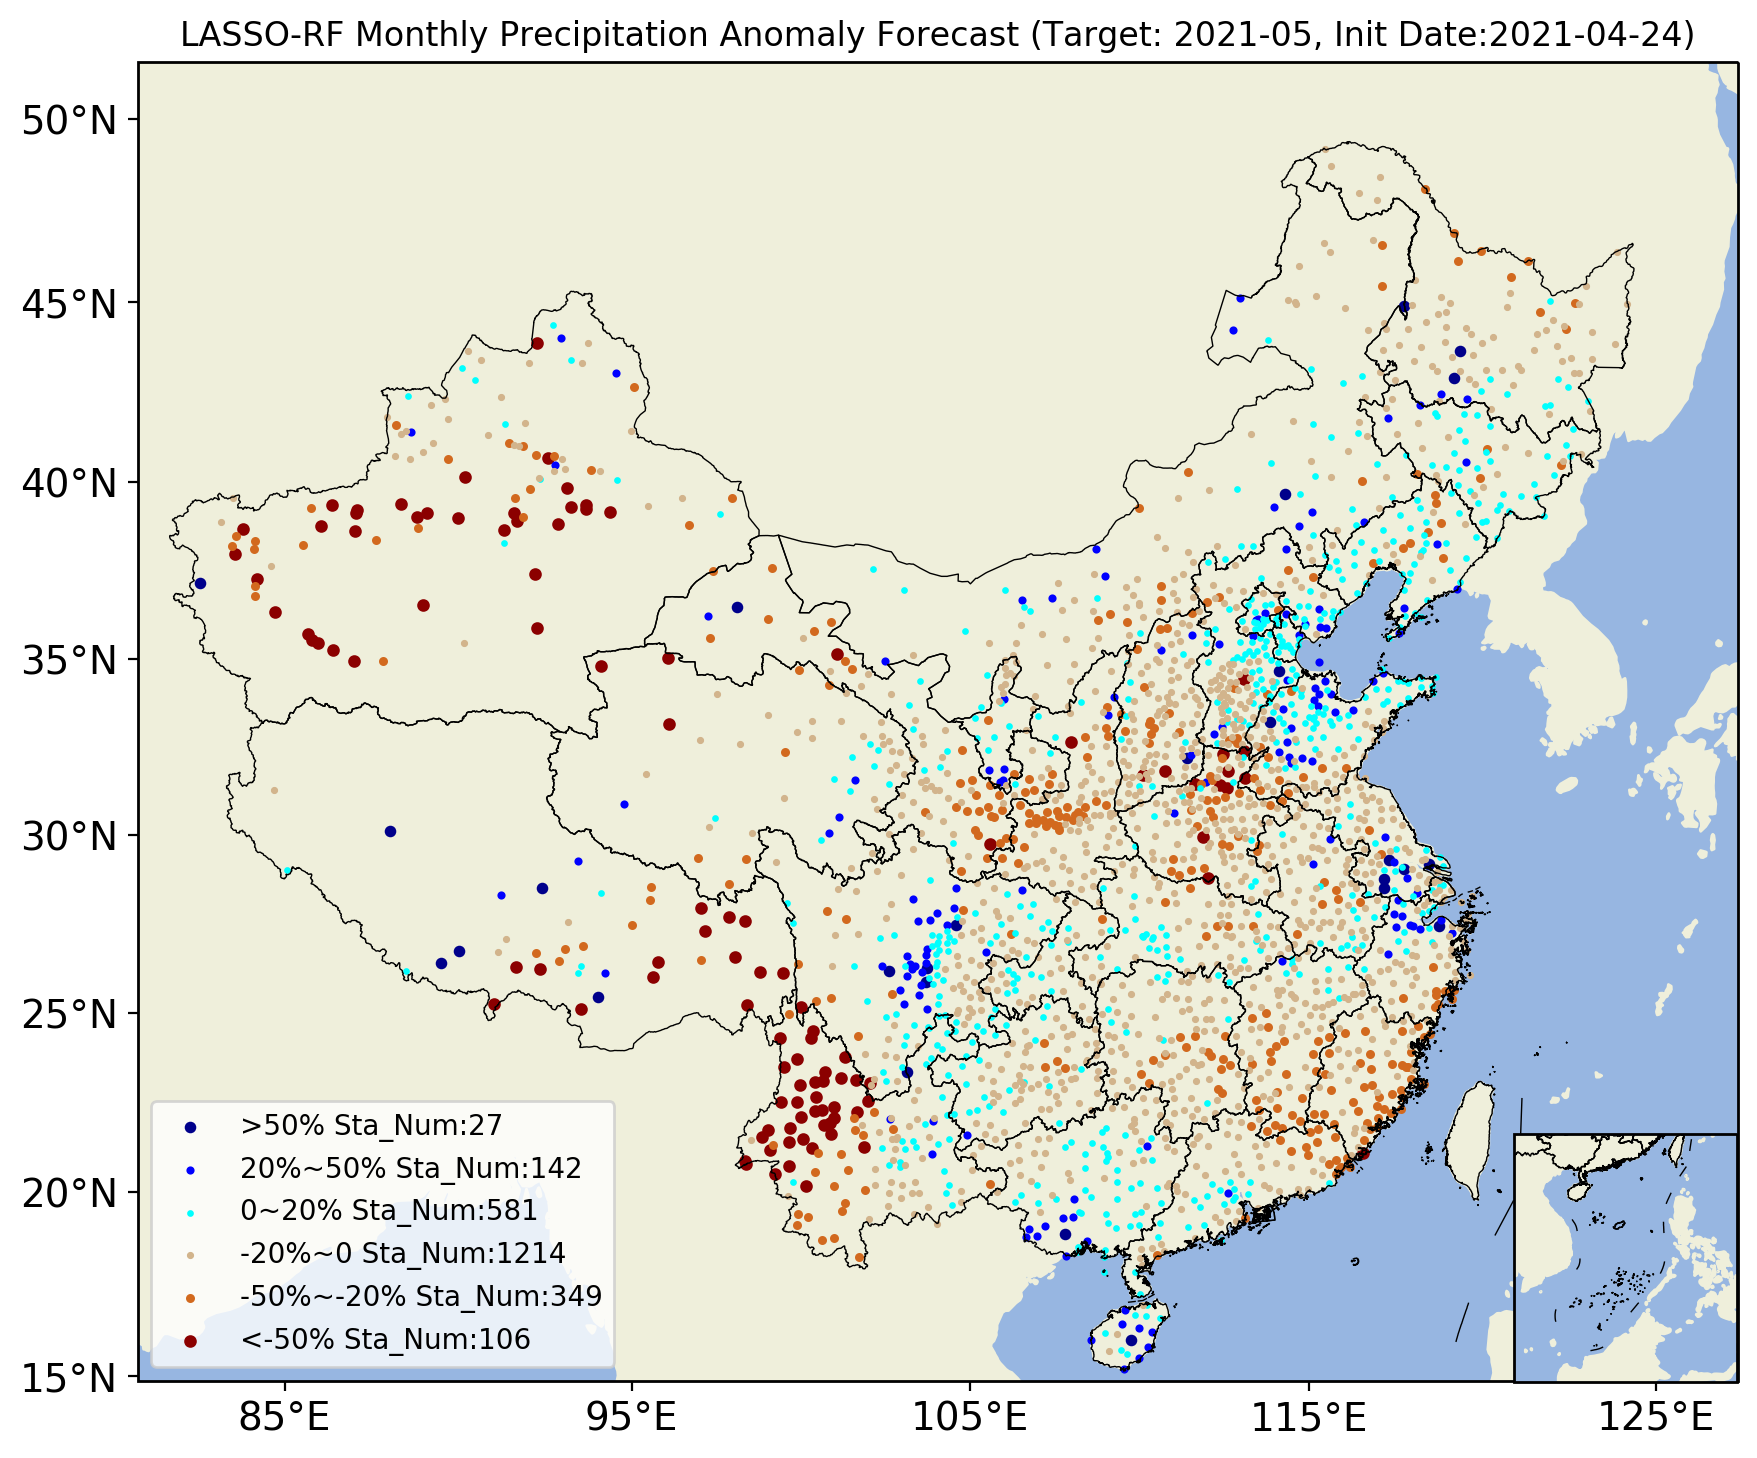 LASSO-RF Monthly Precipitation Anomaly Forecast (Target: 2021-05, Init Date:2021-04-24)
50°N
45°N
40°N
35°N
30°N
25°N
20°N
15°N
>50% Sta_Num:27
20%~50% Sta_Num:142
0~20% Sta_Num:581
-20%~0 Sta_Num:1214
-50%~-20% Sta_Num:349
<-50% Sta_Num:106
85°E 95°E 105°E 115°E 125°E